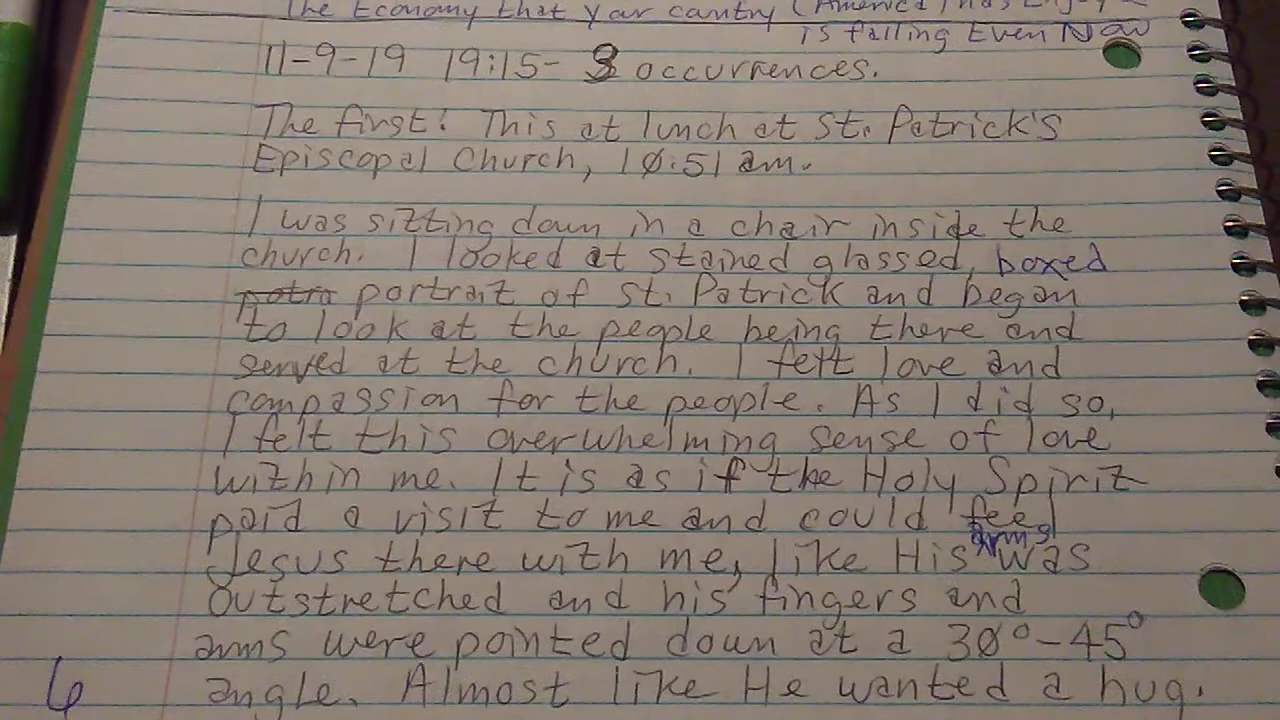 The Economy that your country (America) has
is falling Even Now
11-9-19 19:15- 3 occurrences.
The first: This at lunch at St. Patrick's
Episcopal Church, 10:51 am.
I was sitting down in a chair inside the
church. I looked at stained glassed, boxed
portrait of St. Patrick and began
to look at the people being there and
served at the church. I felt love and
compassion for the people. As I did so,
I felt this overwhelming sense of love
within me. It is as if the Holy Spirit
paid a visit to me and could feel
Jesus there with me, like His arms was
outstretched and his fingers and
arms were pointed down at a 30°-45°
angle. Almost like He wanted a hug.
6